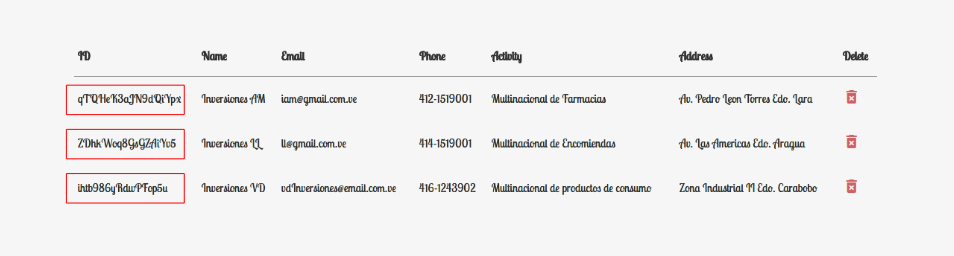 ID Name Email Phone Activity Address Delete
qTQHeK3aJN9dQiYpx Inversiones AM iam@gmail.com.ve 412-1519001 Multinacional de Farmacias Av. Pedro Leon Torres Edo. Lara
ZDhkWoq8GsGZAiYv5 Inversiones LL ll@gmail.com.ve 414-1519001 Multinacional de Encomiendas Av. Las Americas Edo. Aragua
ihtb986yRdwPFop5u Inversiones VD vdInversiones@email.com.ve 416-1243902 Multinacional de productos de consumo Zona Industrial II Edo. Carabobo